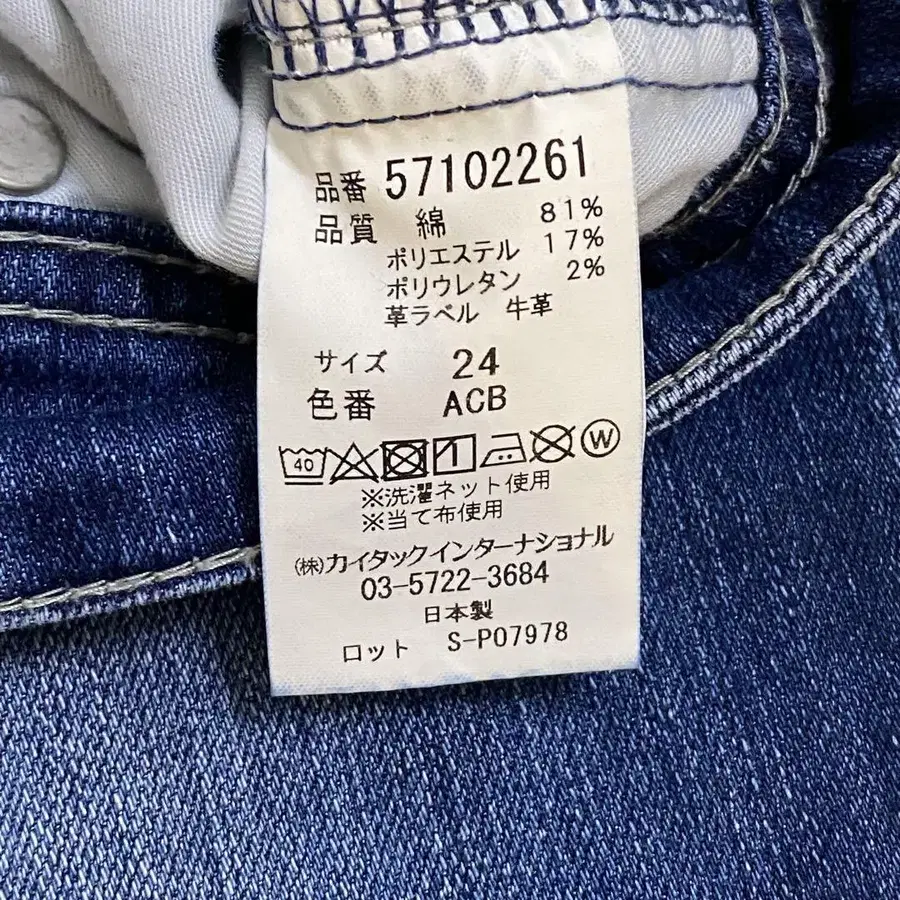 品番 57102261
品質 綿 81%
ポリエステル 17%
ポリウレタン 2%
革ラベル 牛革
サイズ 24
色番 ACB
40 W
※洗濯ネット使用
※当て布使用
(株)カイタックインターナショナル
03-5722-3684
日本製
ロット S-P07978